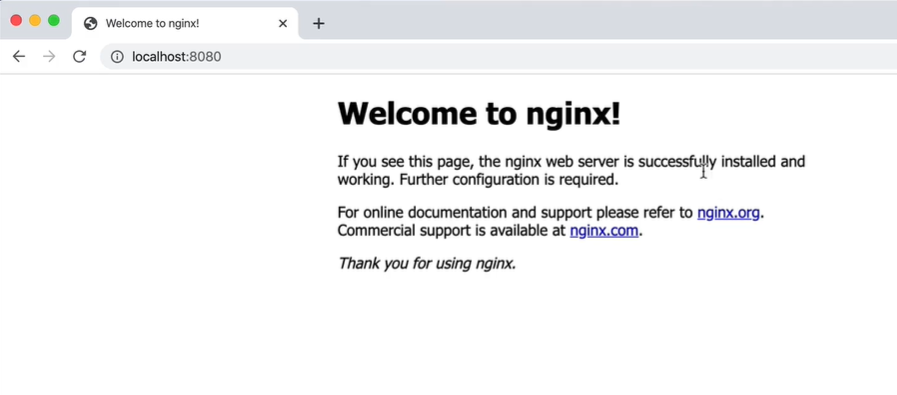 Welcome to nginx!
localhost:8080
Welcome to nginx!
If you see this page, the nginx web server is successfully installed and
working. Further configuration is required.
For online documentation and support please refer to nginx.org.
Commercial support is available at nginx.com.
Thank you for using nginx.